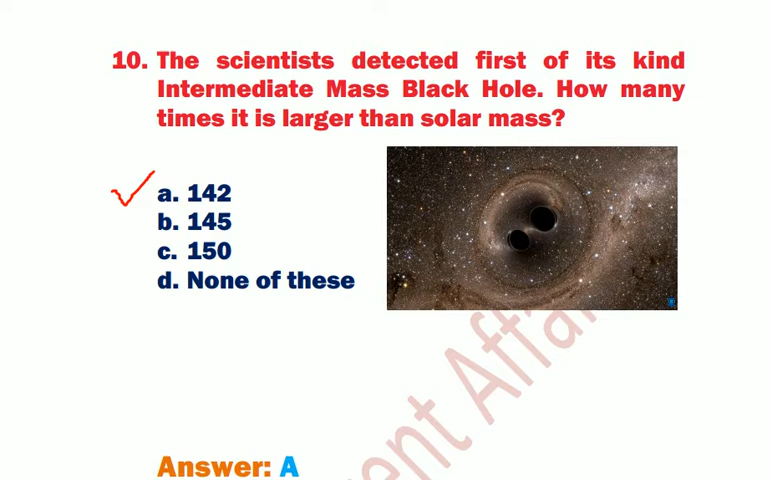 10. The scientists detected first of its kind
Intermediate Mass Black Hole. How many
times it is larger than solar mass?
a. 142
b. 145
c. 150
d. None of these
Answer: A